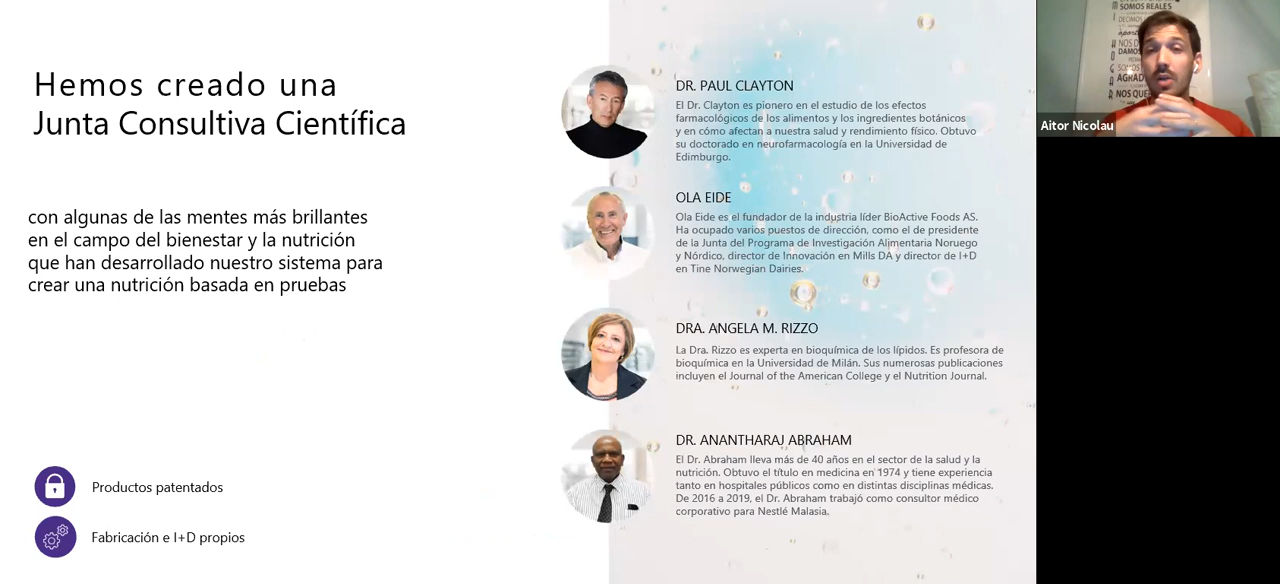 Hemos creado una
Junta Consultiva Científica
con algunas de las mentes más brillantes
en el campo del bienestar y la nutrición
que han desarrollado nuestro sistema para
crear una nutrición basada en pruebas
Productos patentados
Fabricación e I+D propios
DR. PAUL CLAYTON
El Dr. Clayton es pionero en el estudio de los efectos
farmacológicos de los alimentos y los ingredientes botánicos
y en cómo afectan a nuestra salud y rendimiento físico. Obtuvo
su doctorado en neurofarmacología en la Universidad de
Edimburgo.
OLA EIDE
Ola Eide es el fundador de la industria líder BioActive Foods AS.
Ha ocupado varios puestos de dirección, como el de presidente
de la Junta del Programa de Investigación Alimentaria Noruego
y Nórdico, director de Innovación en Mills DA y director de I+D
en Tine Norwegian Dairies.
DRA. ANGELA M. RIZZO
La Dra. Rizzo es experta en bioquímica de los lípidos. Es profesora de
bioquímica en la Universidad de Milán. Sus numerosas publicaciones
incluyen el Journal of the American College y el Nutrition Journal.
DR. ANANTHARAJ ABRAHAM
El Dr. Abraham lleva más de 40 años en el sector de la salud y la
nutrición. Obtuvo el título en medicina en 1974 y tiene experiencia
tanto en hospitales públicos como en distintas disciplinas médicas.
De 2016 a 2019, el Dr. Abraham trabajó como consultor médico
corporativo para Nestlé Malasia.
SOMOS REALES
DECIMOS
NOS
SOMOS
NOS
Aitor Nicolau